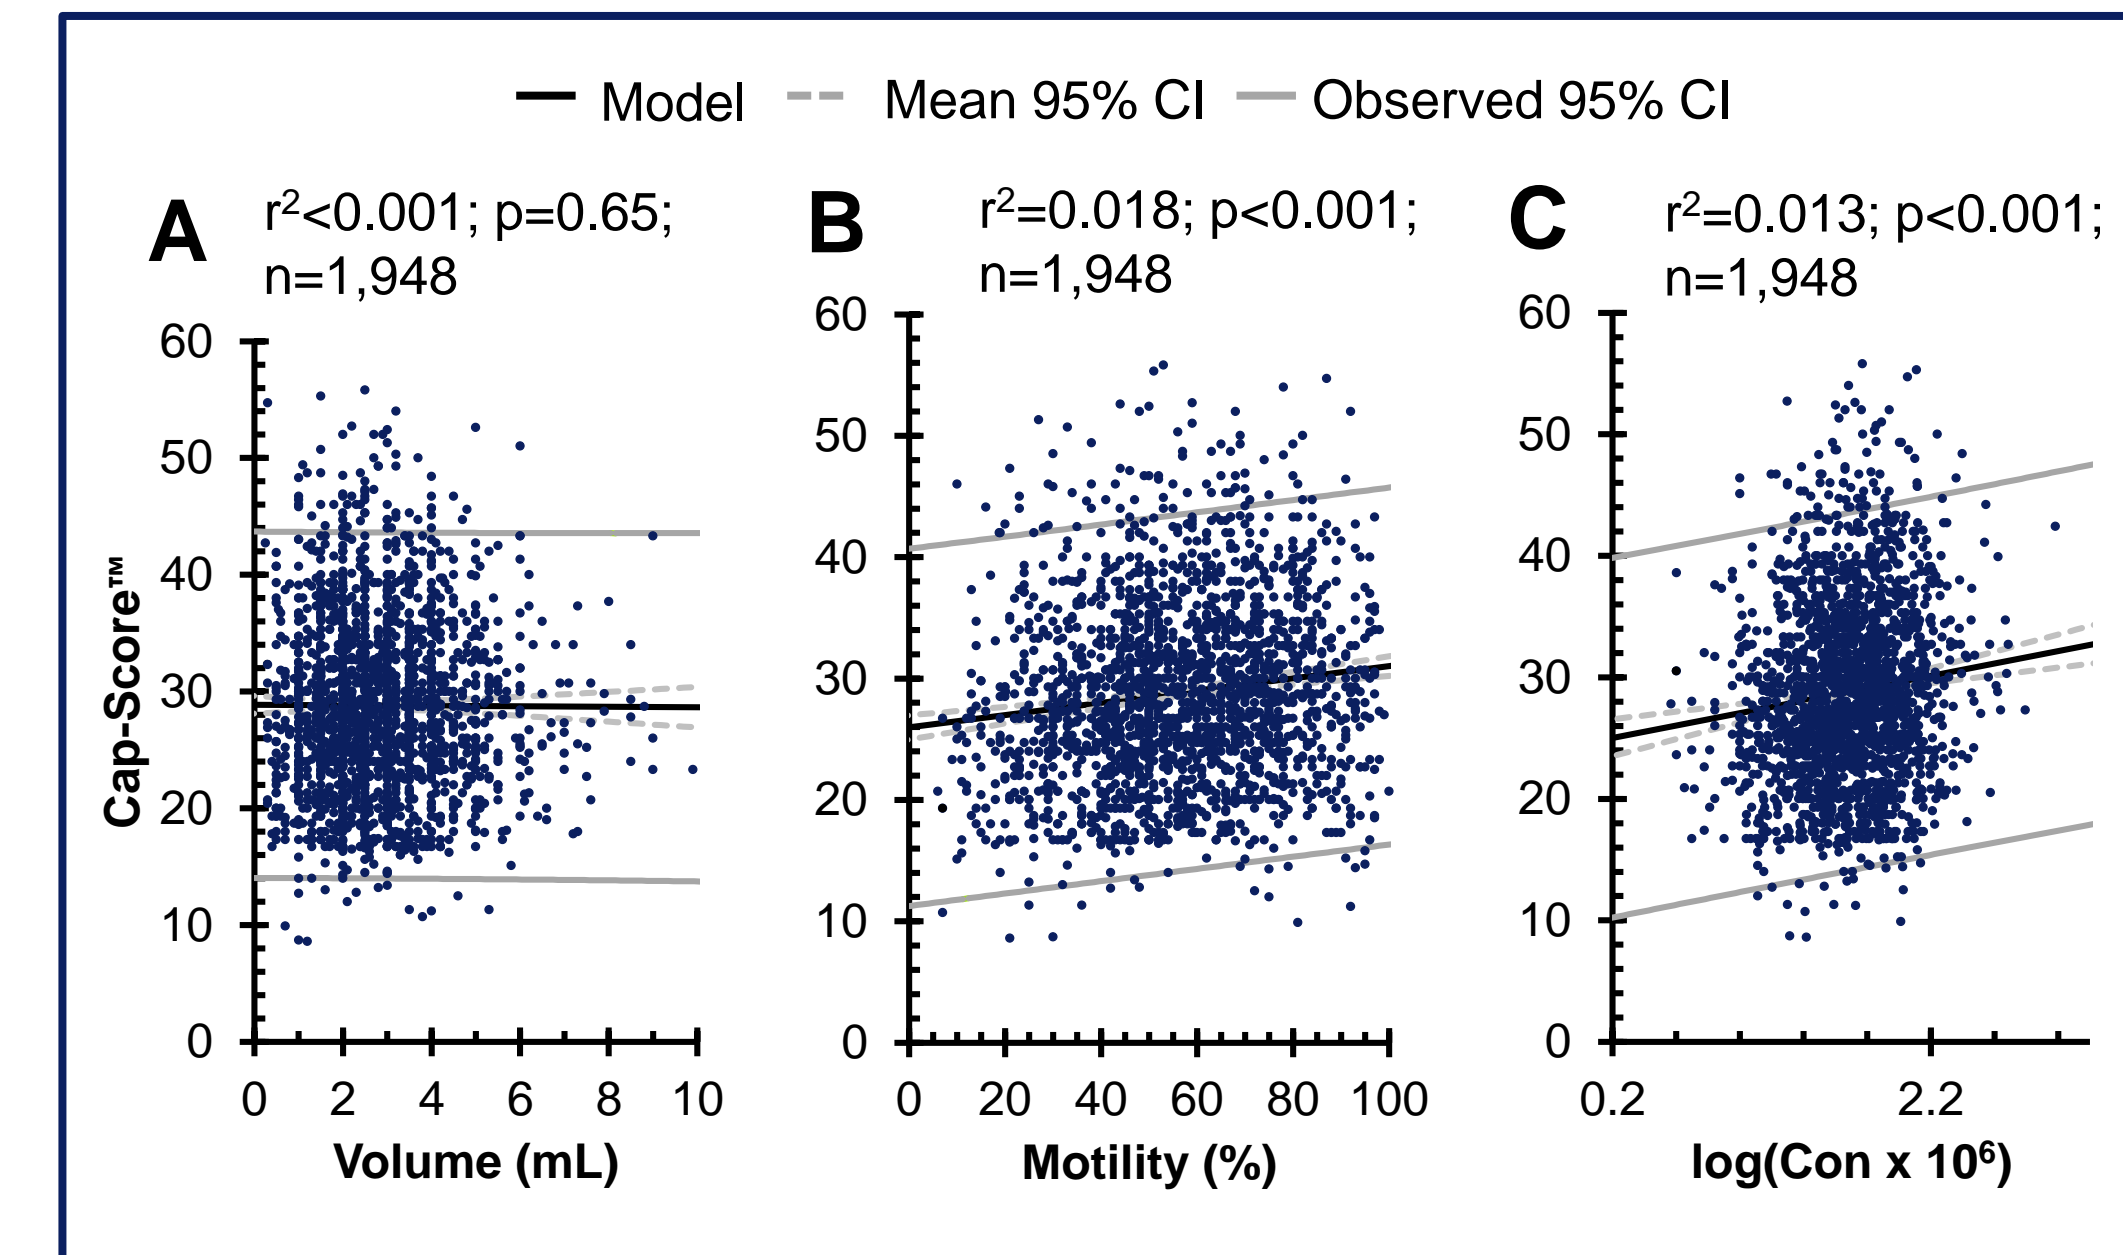 Model Mean 95% CI Observed 95% CI
A
r²<0.001; p=0.65;
n=1,948
60
50
40
30
20
10
0
Cap-Score™
0 2 4 6 8 10
Volume (mL)
B
r²=0.018; p<0.001;
n=1,948
60
50
40
30
20
10
0
0 20 40 60 80 100
Motility (%)
C
r²=0.013; p<0.001;
n=1,948
60
50
40
30
20
10
0
0.2 2.2
log(Con x 10⁶)